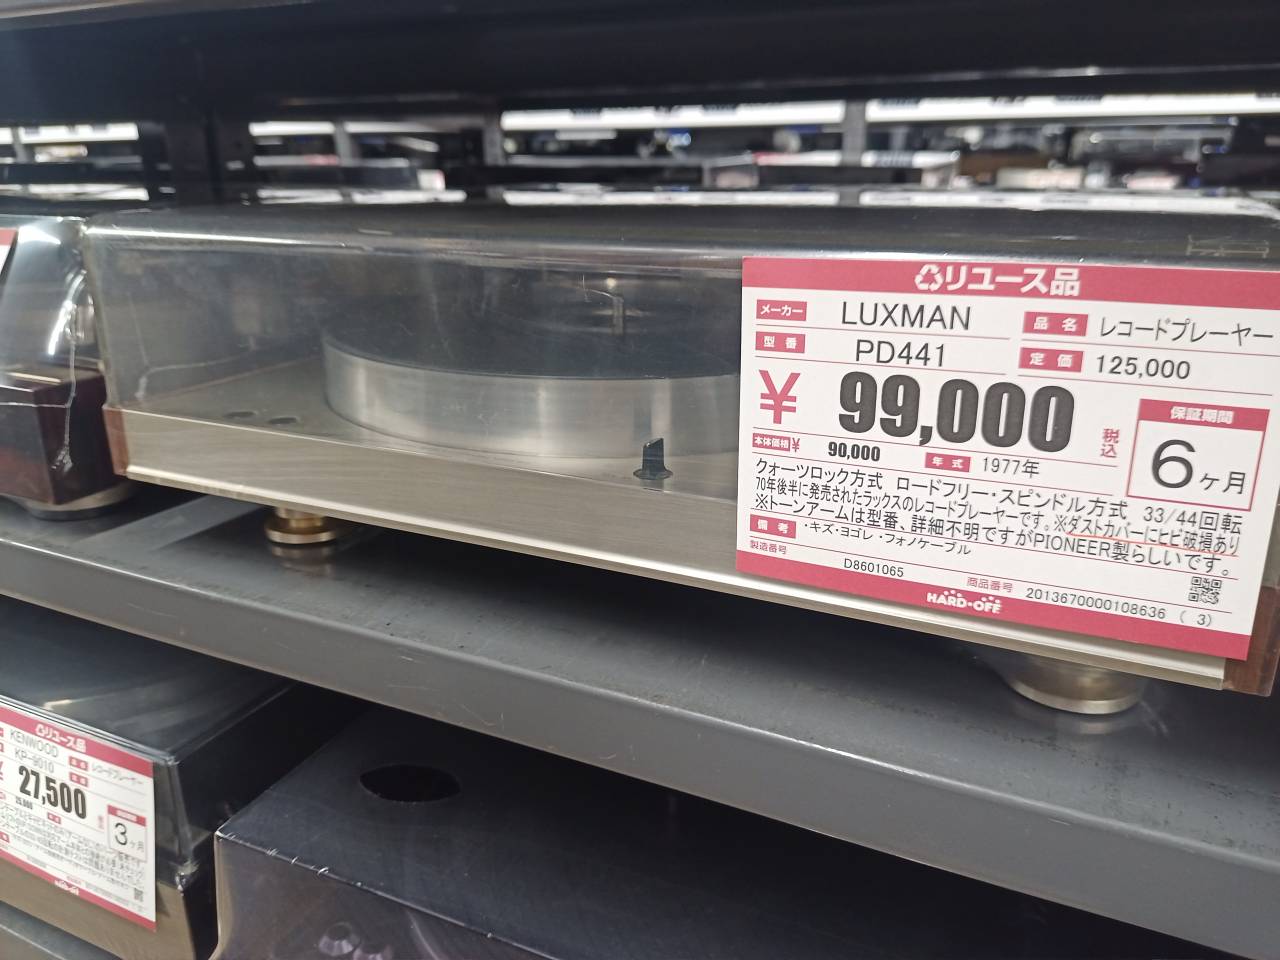 リユース品
メーカー LUXMAN 品名 レコードプレーヤー
型番 PD441 定価 125,000
¥99,000 税込
本体価格¥ 90,000 年式 1977年
保証期間
6ヶ月
クォーツロック方式 ロードフリー・スピンドル方式 33/44回転
70年後半に発売されたラックスのレコードプレーヤーです。※ダストカバーにヒビ破損あり
※トーンアームは型番、詳細不明ですがPIONEER製らしいです。
備考 ・キズ・ヨゴレ・フォノケーブル
製造番号 D8601065 商品番号 2013670000108636 ( 3)
HARD・OFF
リユース品
KENWOOD レコードプレーヤー
KP-9010
27,500
25,000
3ヶ月